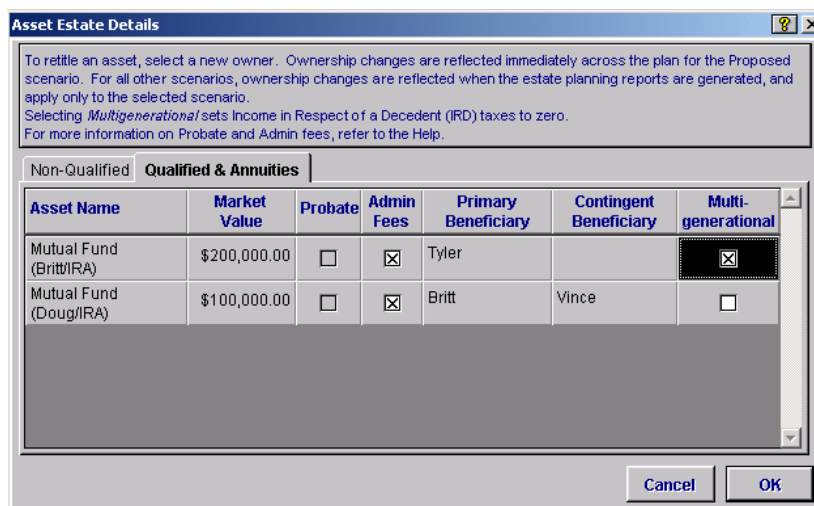 Asset Estate Details
To retitle an asset, select a new owner. Ownership changes are reflected immediately across the plan for the Proposed
scenario. For all other scenarios, ownership changes are reflected when the estate planning reports are generated, and
apply only to the selected scenario.
Selecting Multigenerational sets Income in Respect of a Decedent (IRD) taxes to zero.
For more information on Probate and Admin fees, refer to the Help.
Non-Qualified Qualified & Annuities
Asset Name Market Value Probate Admin Fees Primary Beneficiary Contingent Beneficiary Multi-generational
Mutual Fund (Britt/IRA) $200,000.00 Tyler
Mutual Fund (Doug/IRA) $100,000.00 Britt Vince
Cancel OK